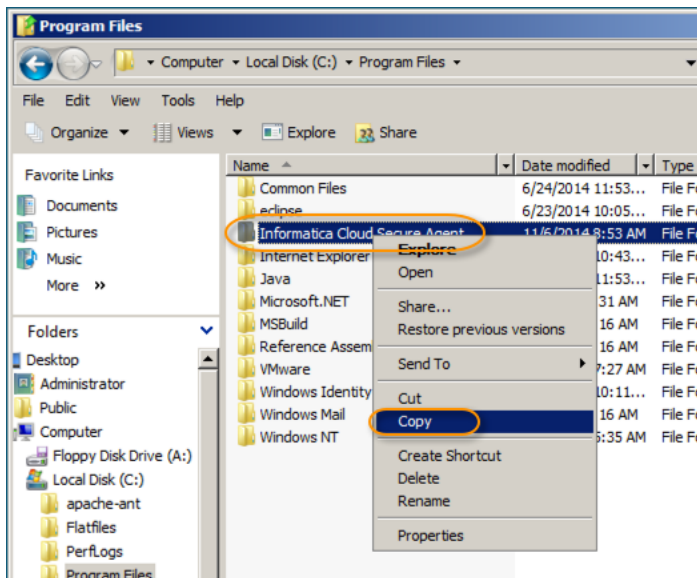 Program Files
Computer Local Disk (C:) Program Files
File Edit View Tools Help
Organize Views Explore Share
Favorite Links
Documents
Pictures
Music
More »
Folders
Desktop
Administrator
Public
Computer
Floppy Disk Drive (A:)
Local Disk (C:)
apache-ant
Flatfiles
PerfLogs
Program Files
Name Date modified Type
Common Files 6/24/2014 11:53... File Fo
eclipse 6/23/2014 10:05... File Fo
Informatica Cloud Secure Agent 11/6/2014 8:53 AM File Fo
Internet Explorer 10:43... File Fo
Java 11:53... File Fo
Microsoft.NET 31 AM File Fo
MSBuild 16 AM File Fo
Reference Assem 16 AM File Fo
VMware 7:27 AM File Fo
Windows Identity 10:11... File Fo
Windows Mail 16 AM File Fo
Windows NT 5:35 AM File Fo
Explore
Open
Share...
Restore previous versions
Send To
Cut
Copy
Create Shortcut
Delete
Rename
Properties